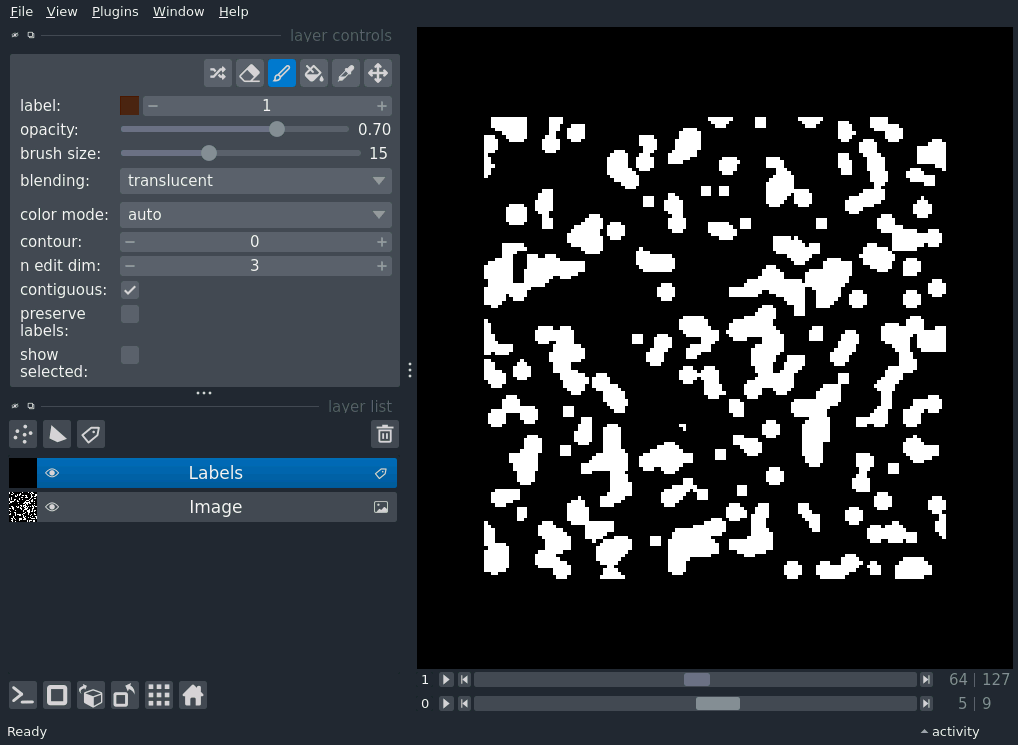 File View Plugins Window Help
layer controls
label: 1
opacity: 0.70
brush size: 15
blending: translucent
color mode: auto
contour: 0
n edit dim: 3
contiguous:
preserve
labels:
show
selected:
layer list
Labels
Image
1 64 | 127
0 5 | 9
Ready activity